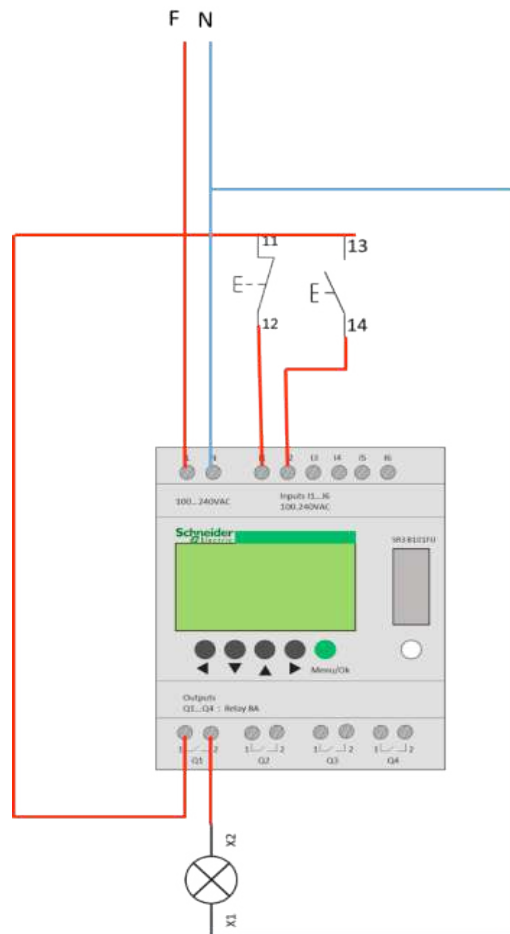 F N
11
13
12
14
L N I1 I2 I3 I4 I5 I6
100...240VAC
Inputs I1...I6
100.240VAC
Schneider
Electric
SR3 B101FU
Menu/Ok
Outputs
Q1...Q4 : Relay 8A
1 2 1 2 1 2 1 2
Q1 Q2 Q3 Q4
X2
X1